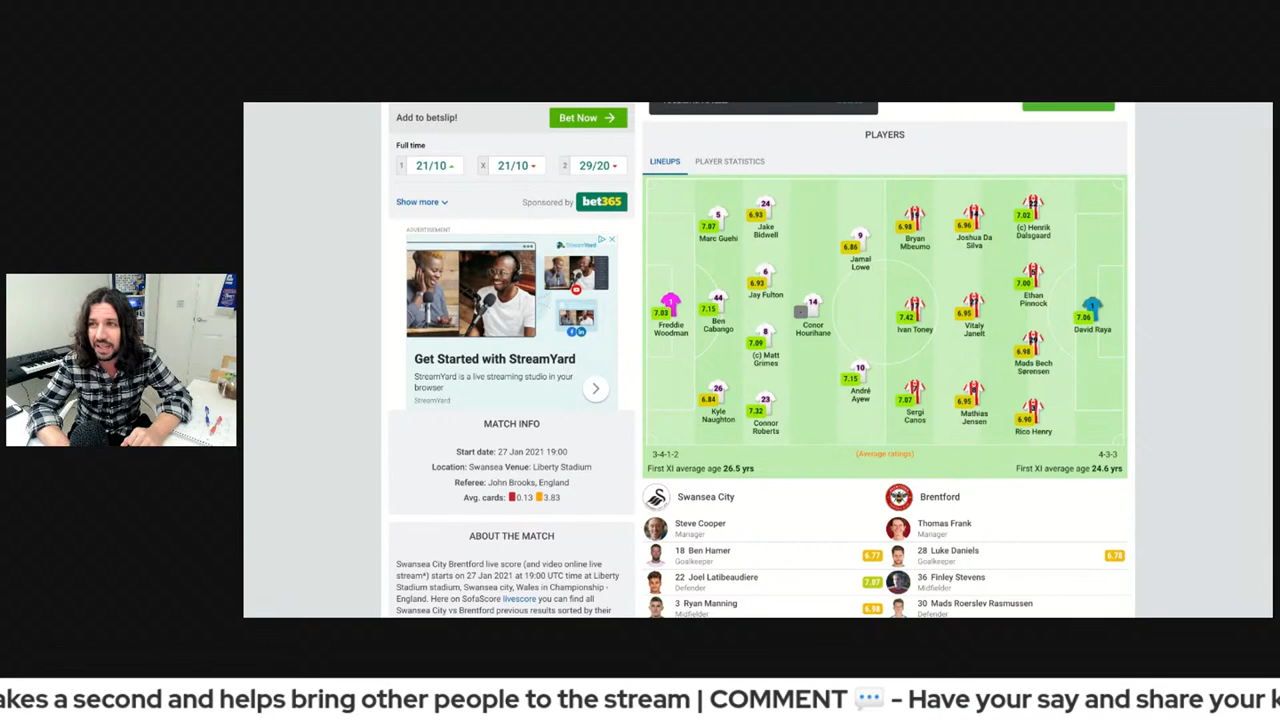 Add to betslip!
Bet Now →
Full time
1 21/10 X 21/10 2 29/20
Show more
Sponsored by bet365
ADVERTISEMENT
StreamYard
Get Started with StreamYard
StreamYard is a live streaming studio in your
browser
StreamYard
MATCH INFO
Start date: 27 Jan 2021 19:00
Location: Swansea Venue: Liberty Stadium
Referee: John Brooks, England
Avg. cards: 0.13 3.83
ABOUT THE MATCH
Swansea City Brentford live score (and video online live
stream*) starts on 27 Jan 2021 at 19:00 UTC time at Liberty
Stadium stadium, Swansea city, Wales in Championship -
England. Here on SofaScore livescore you can find all
Swansea City vs Brentford previous results sorted by their
PLAYERS
LINEUPS PLAYER STATISTICS
1
7.03
Freddie
Woodman
5
7.07
Marc Guehi
44
7.15
Ben
Cabango
26
6.84
Kyle
Naughton
24
6.93
Jake
Bidwell
6
6.93
Jay Fulton
8
7.09
(c) Matt
Grimes
23
7.32
Connor
Roberts
14
-
Conor
Hourihane
9
6.86
Jamal
Lowe
10
7.15
André
Ayew
6.98
Bryan
Mbeumo
7.42
Ivan Toney
7.07
Sergi
Canos
6.96
Joshua Da
Silva
6.95
Vitaly
Janelt
6.95
Mathias
Jensen
7.02
(c) Henrik
Dalsgaard
7.00
Ethan
Pinnock
6.98
Mads Bech
Sørensen
6.90
Rico Henry
7.06
David Raya
3-4-1-2
(Average ratings)
4-3-3
First XI average age 26.5 yrs
First XI average age 24.6 yrs
Swansea City
Brentford
Steve Cooper
Manager
Thomas Frank
Manager
18 Ben Hamer
Goalkeeper
6.77
28 Luke Daniels
Goalkeeper
6.78
22 Joel Latibeaudiere
Defender
7.07
36 Finley Stevens
Midfielder
3 Ryan Manning
Midfielder
6.98
30 Mads Roerslev Rasmussen
Defender
akes a second and helps bring other people to the stream | COMMENT 💬 - Have your say and share your k